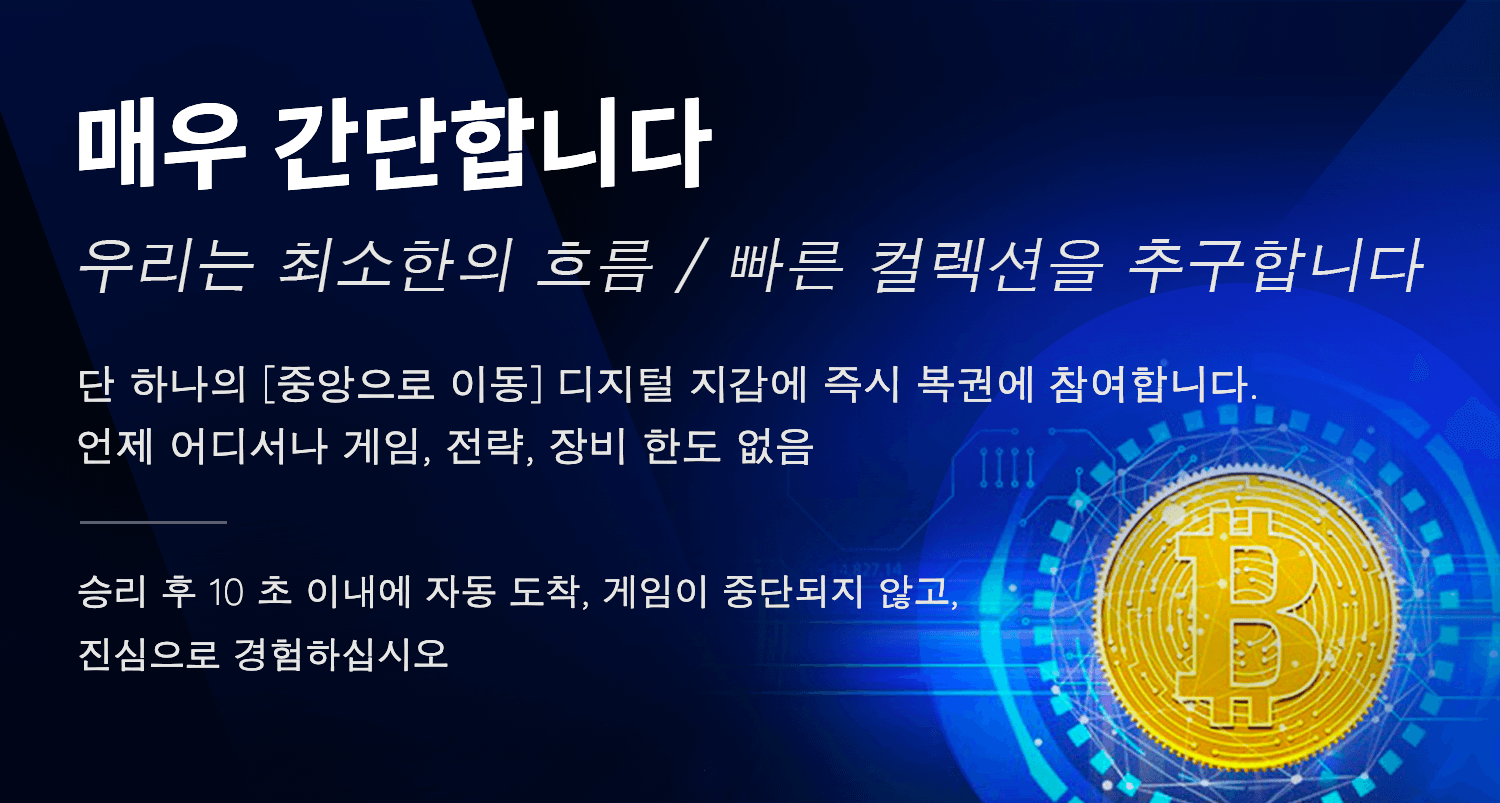 매우 간단합니다
우리는 최소한의 흐름 / 빠른 컬렉션을 추구합니다
단 하나의 [중앙으로 이동] 디지털 지갑에 즉시 복권에 참여합니다.
언제 어디서나 게임, 전략, 장비 한도 없음
승리 후 10 초 이내에 자동 도착, 게임이 중단되지 않고,
진심으로 경험하십시오